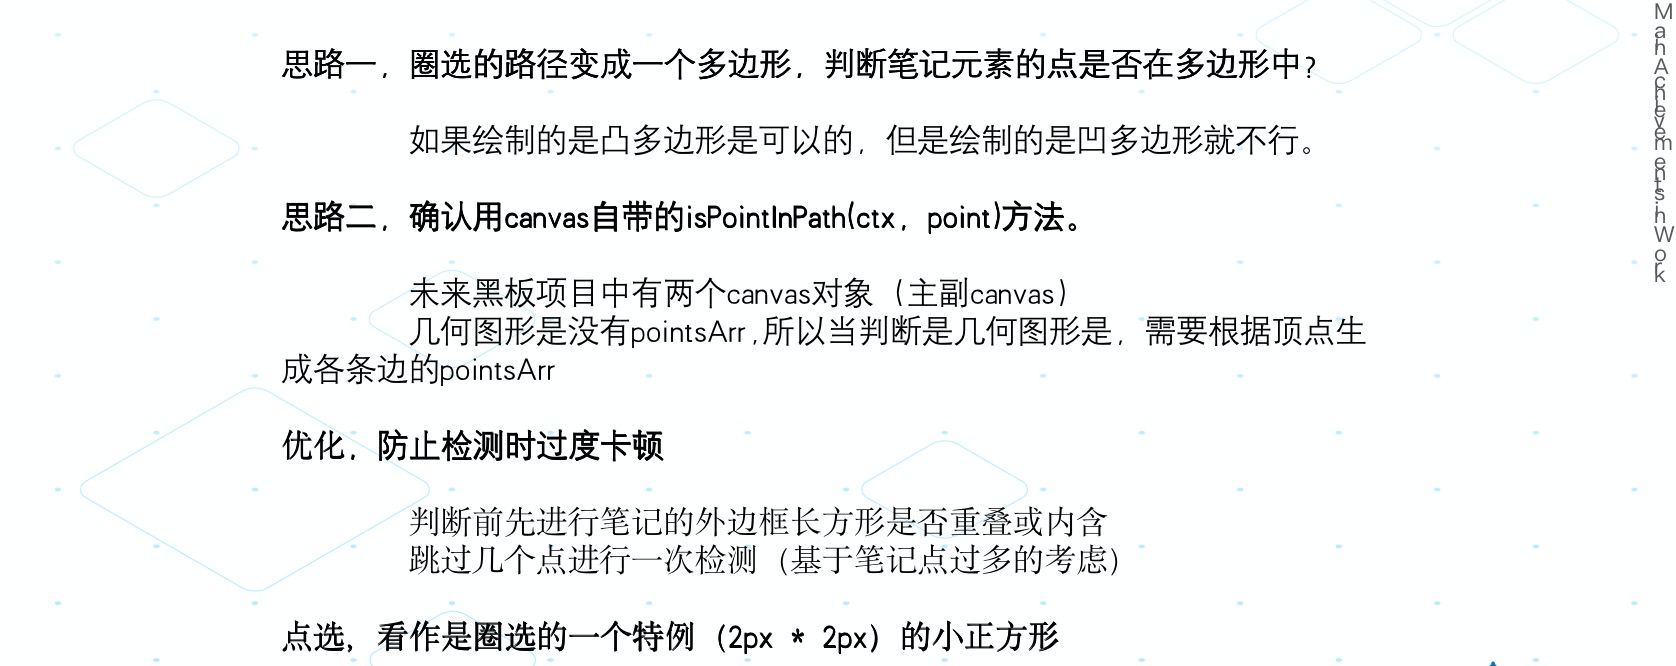 思路一，圈选的路径变成一个多边形，判断笔记元素的点是否在多边形中？
如果绘制的是凸多边形是可以的，但是绘制的是凹多边形就不行。
思路二，确认用canvas自带的isPointInPath(ctx，point)方法。
未来黑板项目中有两个canvas对象（主副canvas）
几何图形是没有pointsArr,所以当判断是几何图形是，需要根据顶点生
成各条边的pointsArr
优化，防止检测时过度卡顿
判断前先进行笔记的外边框长方形是否重叠或内含
跳过几个点进行一次检测（基于笔记点过多的考虑）
点选，看作是圈选的一个特例（2px * 2px）的小正方形